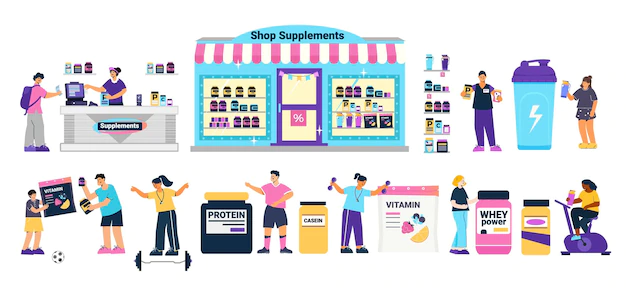 Shop Supplements
Supplements
%
P
C
P
C
VITAMIN
PROTEIN
CASEIN
VITAMIN
WHEY
power